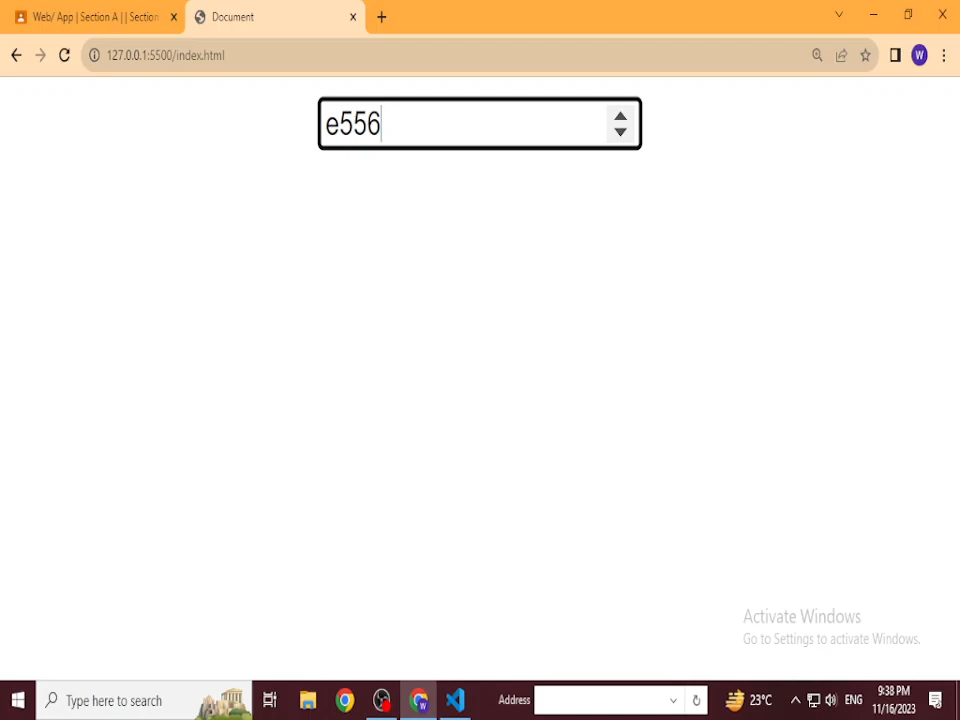 Web/ App | Section A | | Section
Document
127.0.0.1:5500/index.html
W
e556
Activate Windows
Go to Settings to activate Windows.
Type here to search
W
Address
23°C
ENG
9:38 PM
11/16/2023